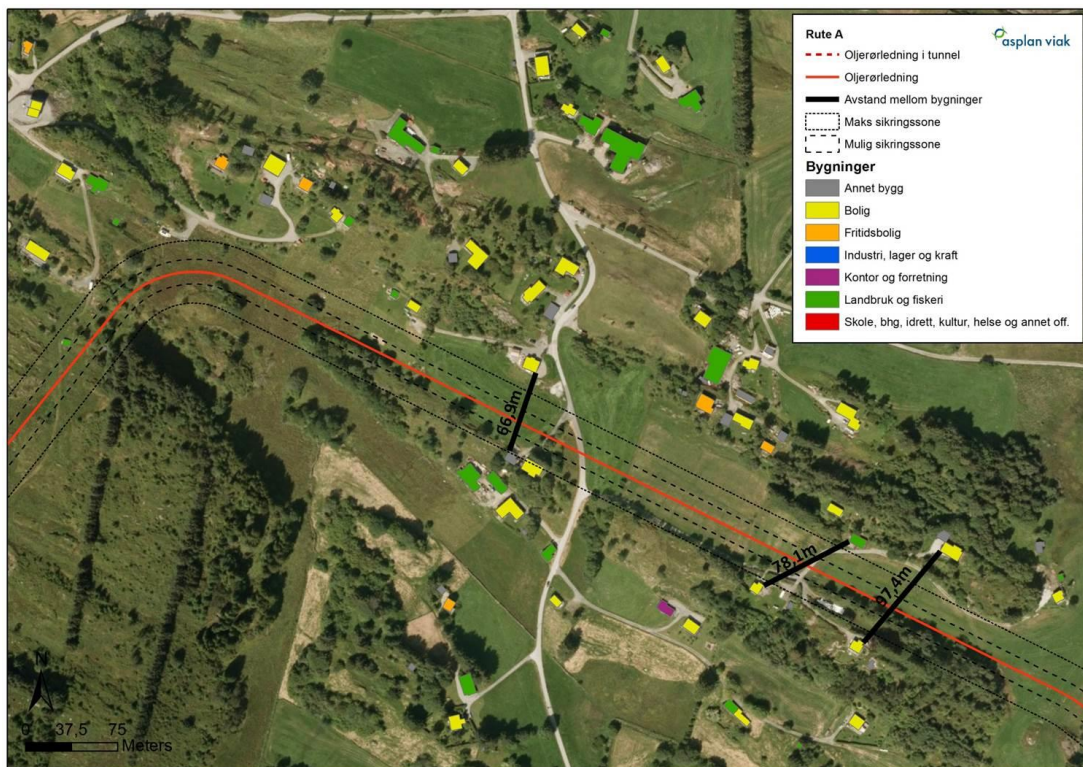 Rute A
asplan viak
Oljerørledning i tunnel
Oljerørledning
Avstand mellom bygninger
Maks sikringssone
Mulig sikringssone
Bygninger
Annet bygg
Bolig
Fritidsbolig
Industri, lager og kraft
Kontor og forretning
Landbruk og fiskeri
Skole, bhg, idrett, kultur, helse og annet off.
66,9m
78,1m
97,4m
N
0 37,5 75
Meters